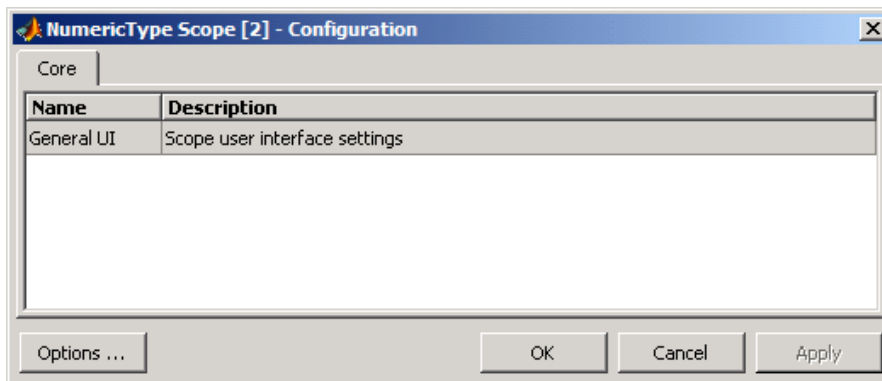 NumericType Scope [2] - Configuration
Core
Name Description
General UI Scope user interface settings
Options ... OK Cancel Apply